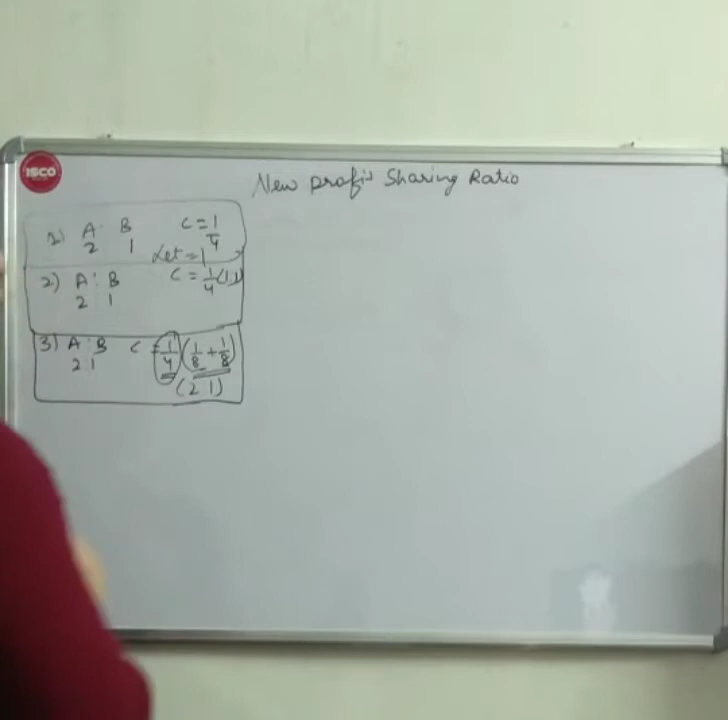 ISCO
New Profit Sharing Ratio
1) A : B C = 1/4
2 1 Let = 1
2) A : B C = 1/4 (1:1)
2 1
3) A : B C = 1/4 (1/8 + 1/8)
2:1 (2:1)